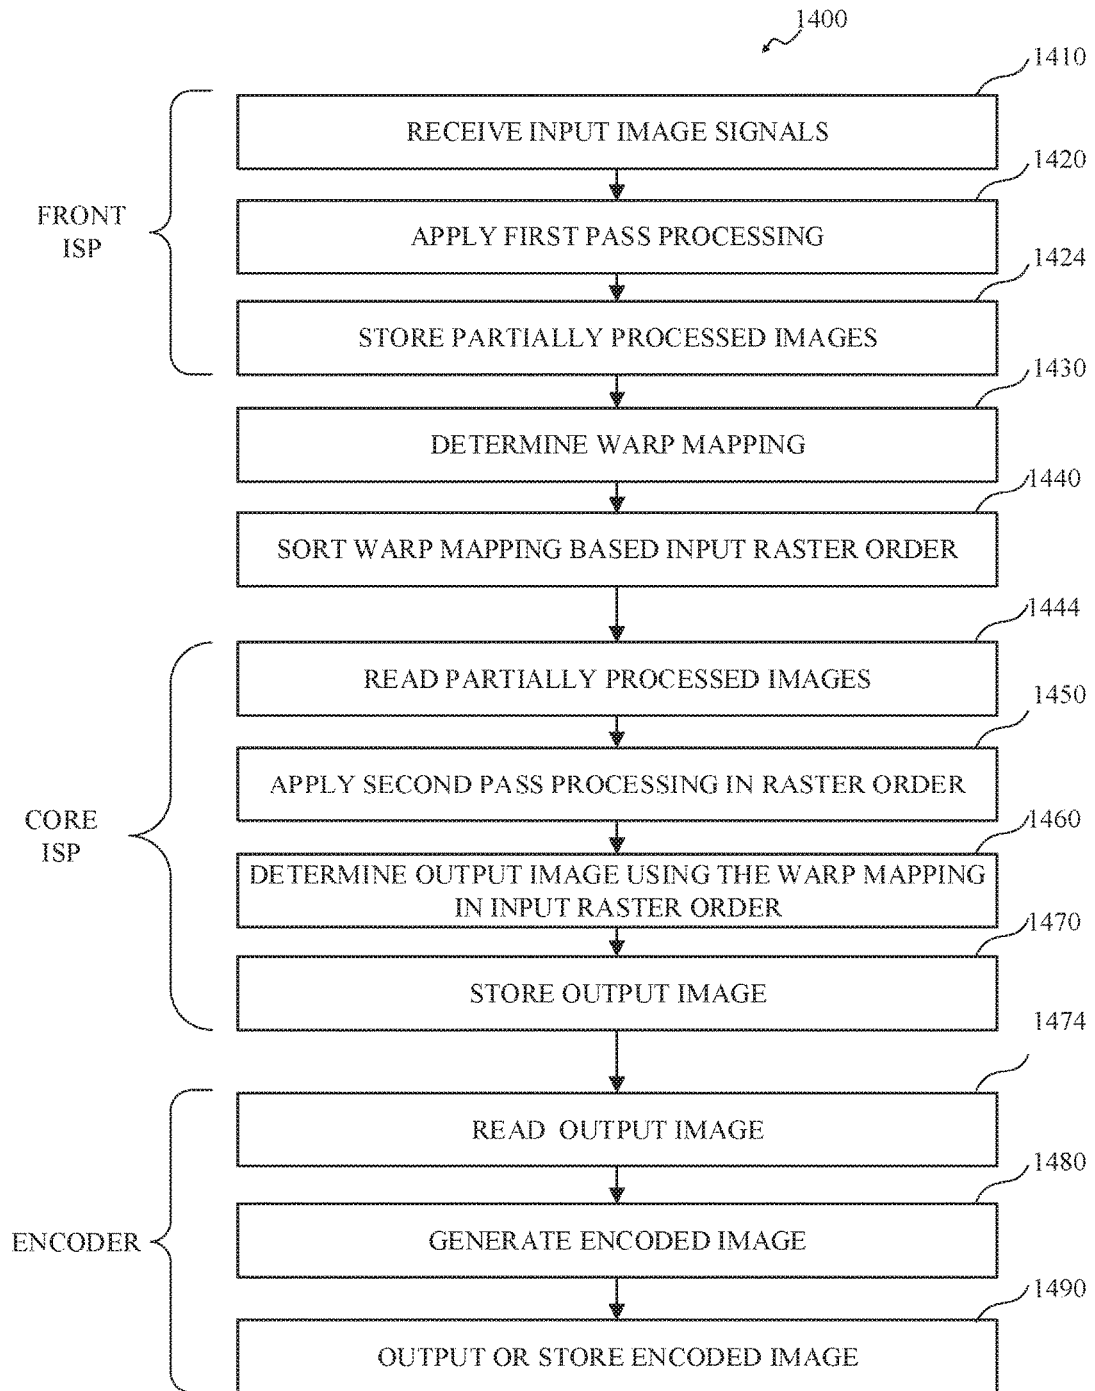 1400
1410
RECEIVE INPUT IMAGE SIGNALS
1420
FRONT
ISP
APPLY FIRST PASS PROCESSING
1424
STORE PARTIALLY PROCESSED IMAGES
1430
DETERMINE WARP MAPPING
1440
SORT WARP MAPPING BASED INPUT RASTER ORDER
1444
READ PARTIALLY PROCESSED IMAGES
1450
APPLY SECOND PASS PROCESSING IN RASTER ORDER
CORE
ISP
1460
DETERMINE OUTPUT IMAGE USING THE WARP MAPPING
IN INPUT RASTER ORDER
1470
STORE OUTPUT IMAGE
1474
READ OUTPUT IMAGE
1480
ENCODER
GENERATE ENCODED IMAGE
1490
OUTPUT OR STORE ENCODED IMAGE